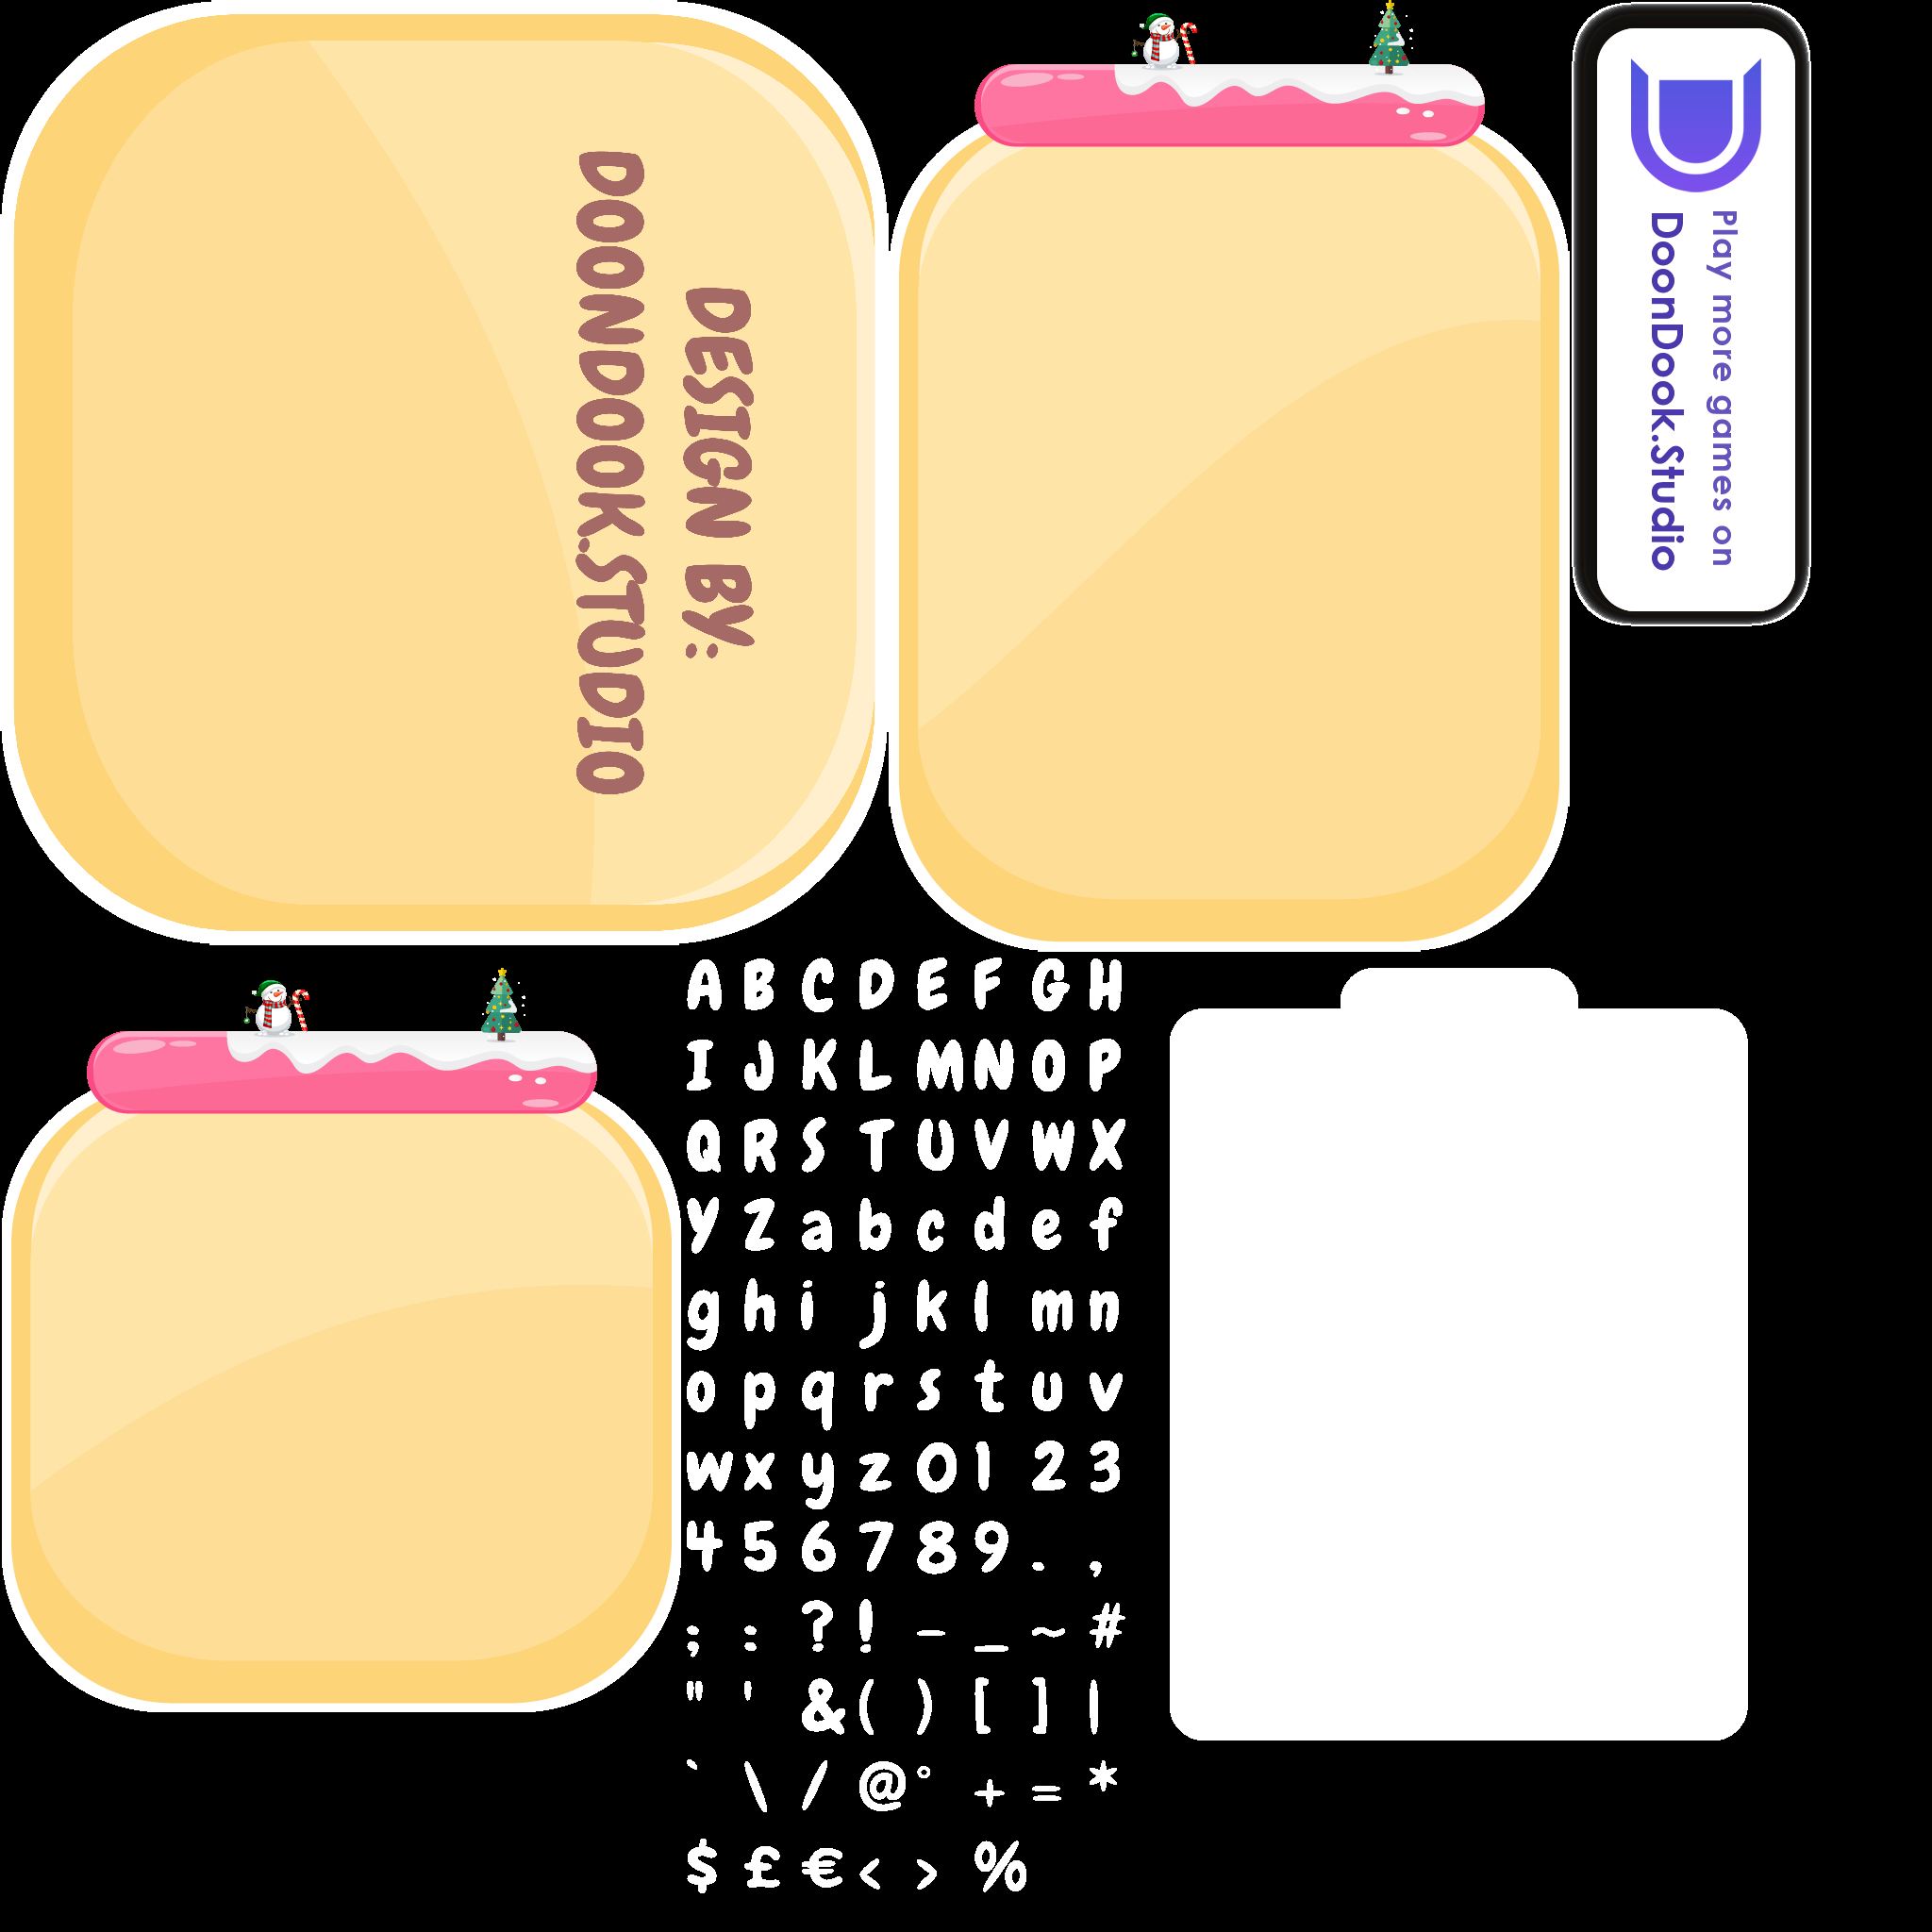 DESIGN BY:
DOONDOOK.STUDIO
Play more games on
DoonDook.Studio
A B C D E F G H
I J K L M N O P
Q R S T U V W X
Y Z a b c d e f
g h i j k l m n
o p q r s t u v
w x y z 0 1 2 3
4 5 6 7 8 9 . ,
; : ? ! - _ ~ #
" ' & ( ) [ ] |
` \ / @ ° + = *
$ £ € < > %